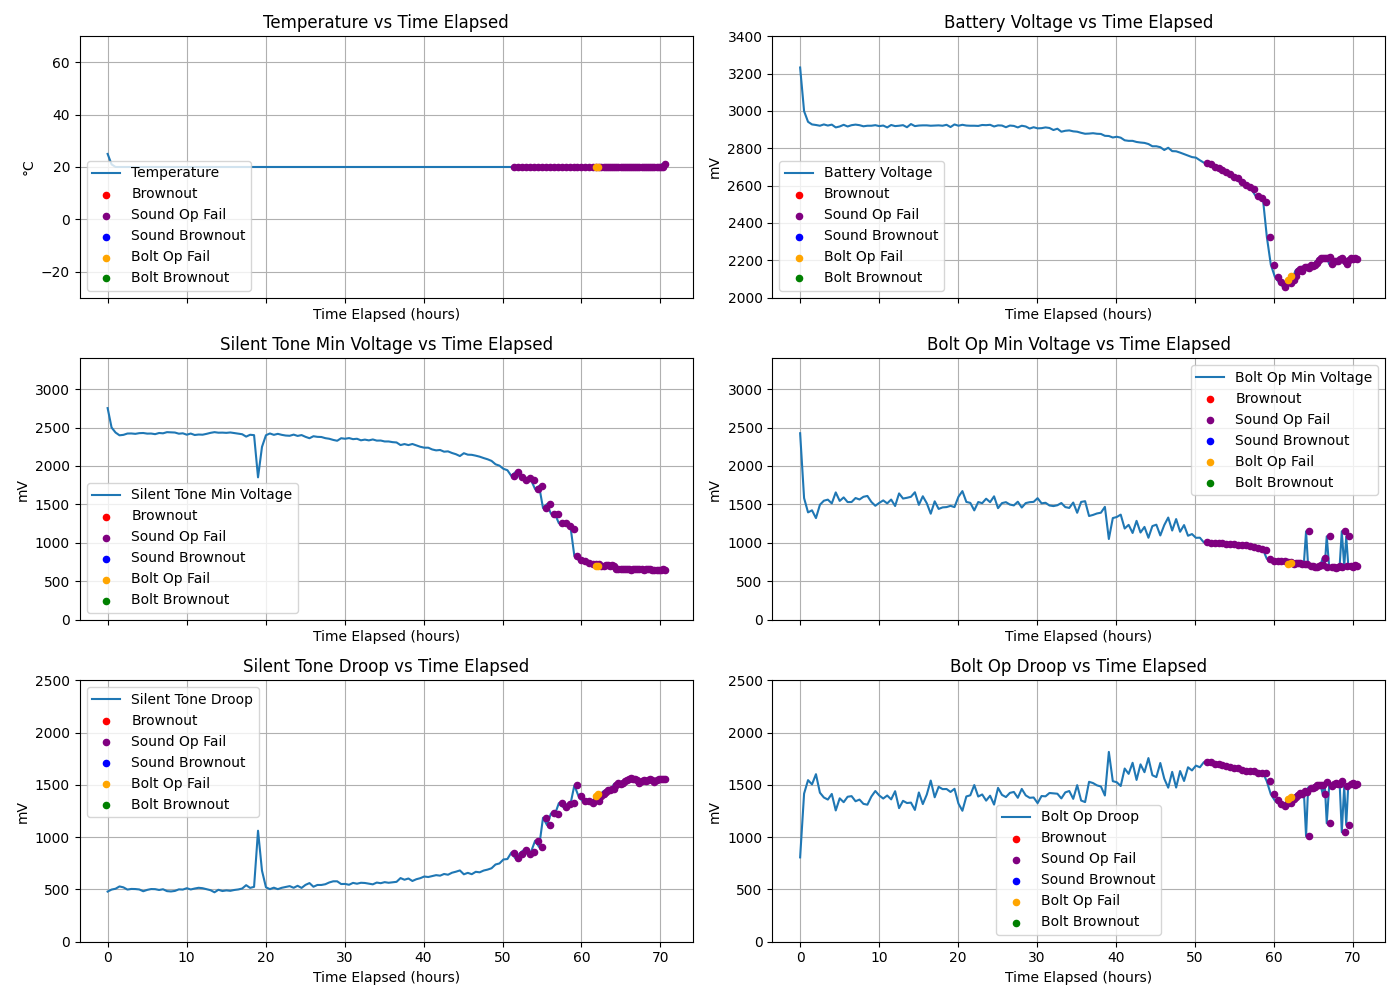 Temperature vs Time Elapsed
°C
60
40
20
0
−20
Temperature
Brownout
Sound Op Fail
Sound Brownout
Bolt Op Fail
Bolt Brownout
Time Elapsed (hours)
Battery Voltage vs Time Elapsed
mV
3400
3200
3000
2800
2600
2400
2200
2000
Battery Voltage
Brownout
Sound Op Fail
Sound Brownout
Bolt Op Fail
Bolt Brownout
Time Elapsed (hours)
Silent Tone Min Voltage vs Time Elapsed
mV
3000
2500
2000
1500
1000
500
0
Silent Tone Min Voltage
Brownout
Sound Op Fail
Sound Brownout
Bolt Op Fail
Bolt Brownout
Time Elapsed (hours)
Bolt Op Min Voltage vs Time Elapsed
mV
3000
2500
2000
1500
1000
500
0
Bolt Op Min Voltage
Brownout
Sound Op Fail
Sound Brownout
Bolt Op Fail
Bolt Brownout
Time Elapsed (hours)
Silent Tone Droop vs Time Elapsed
mV
2500
2000
1500
1000
500
0
Silent Tone Droop
Brownout
Sound Op Fail
Sound Brownout
Bolt Op Fail
Bolt Brownout
0 10 20 30 40 50 60 70
Time Elapsed (hours)
Bolt Op Droop vs Time Elapsed
mV
2500
2000
1500
1000
500
0
Bolt Op Droop
Brownout
Sound Op Fail
Sound Brownout
Bolt Op Fail
Bolt Brownout
0 10 20 30 40 50 60 70
Time Elapsed (hours)